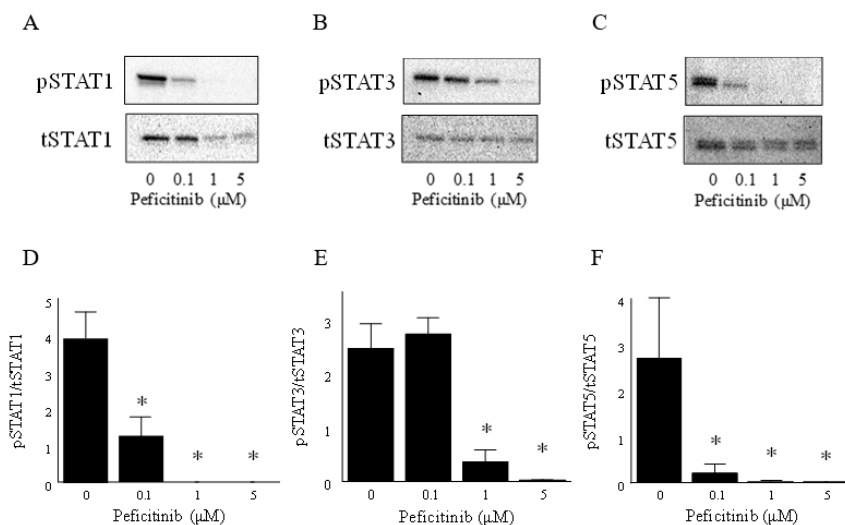 A
B
C
pSTAT1
pSTAT3
pSTAT5
tSTAT1
tSTAT3
tSTAT5
0 0.1 1 5
0 0.1 1 5
0 0.1 1 5
Peficitinib (µM)
Peficitinib (µM)
Peficitinib (µM)
D
E
F
pSTAT1/tSTAT1
5
4
3
2
1
0
* * *
0 0.1 1 5
Peficitinib (µM)
pSTAT3/tSTAT3
3
2
1
0
* *
0 0.1 1 5
Peficitinib (µM)
pSTAT5/tSTAT5
4
3
2
1
0
* * *
0 0.1 1 5
Peficitinib (µM)